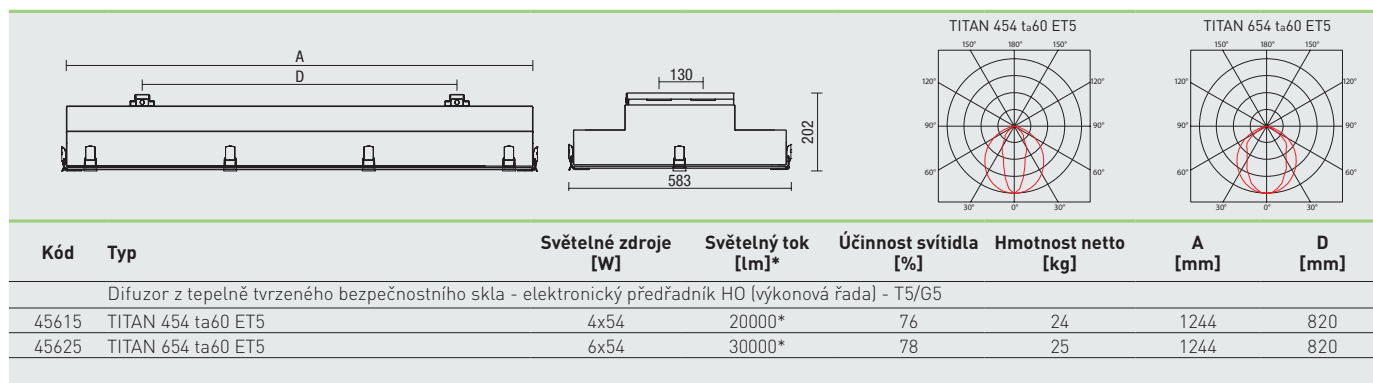 TITAN 454 ta60 ET5
TITAN 654 ta60 ET5
150° 180° 150°
150° 180° 150°
120° 120°
120° 120°
90° 90°
90° 90°
60° 60°
60° 60°
30° 0° 30°
30° 0° 30°
A
D
130
202
583
Kód Typ Světelné zdroje [W] Světelný tok [lm]* Účinnost svítidla [%] Hmotnost netto [kg] A [mm] D [mm]
Difuzor z tepelně tvrzeného bezpečnostního skla - elektronický předřadník HO (výkonová řada) - T5/G5
45615 TITAN 454 ta60 ET5 4x54 20000* 76 24 1244 820
45625 TITAN 654 ta60 ET5 6x54 30000* 78 25 1244 820